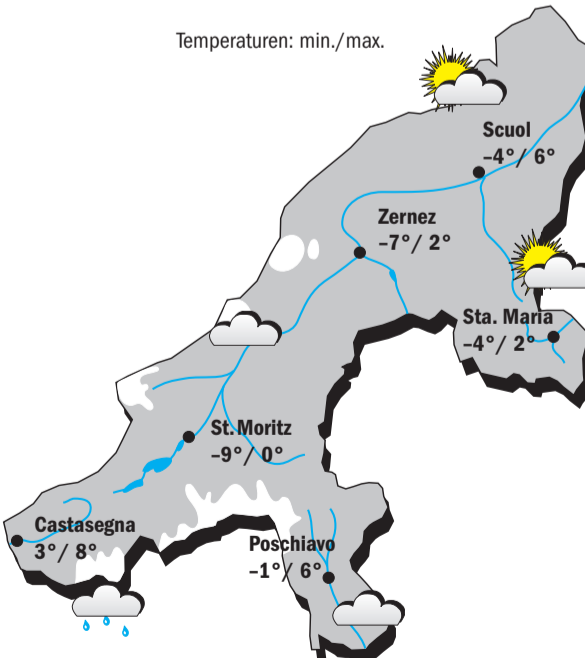 Temperaturen: min./max.
Scuol
–4°/ 6°
Zernez
–7°/ 2°
Sta. Maria
–4°/ 2°
St. Moritz
–9°/ 0°
Castasegna
3°/ 8°
Poschiavo
–1°/ 6°